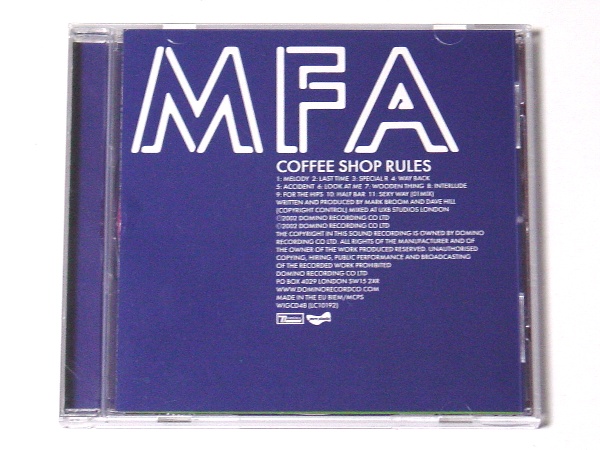 MFA
COFFEE SHOP RULES
1: MELODY 2: LAST TIME 3: SPECIAL R 4: WAY BACK
5: ACCIDENT 6: LOOK AT ME 7: WOODEN THING 8: INTERLUDE
9: FOR THE HIPS 10: HALF BAR 11: SEXY WAY (01MIX)
WRITTEN AND PRODUCED BY MARK BROOM AND DAVE HILL
(COPYRIGHT CONTROL) MIXED AT UXB STUDIOS LONDON
℗2002 DOMINO RECORDING CO LTD
©2002 DOMINO RECORDING CO LTD
THE COPYRIGHT IN THIS SOUND RECORDING IS OWNED BY DOMINO
RECORDING CO LTD. ALL RIGHTS OF THE MANUFACTURER AND OF
THE OWNER OF THE WORK PRODUCED RESERVED. UNAUTHORISED
COPYING, HIRING, PUBLIC PERFORMANCE AND BROADCASTING
OF THE RECORDED WORK PROHIBITED
DOMINO RECORDING CO LTD
PO BOX 4029 LONDON SW15 2XR
WWW.DOMINORECORDCO.COM
MADE IN THE EU BIEM/MCPS
WIGCD48 (LC10192)